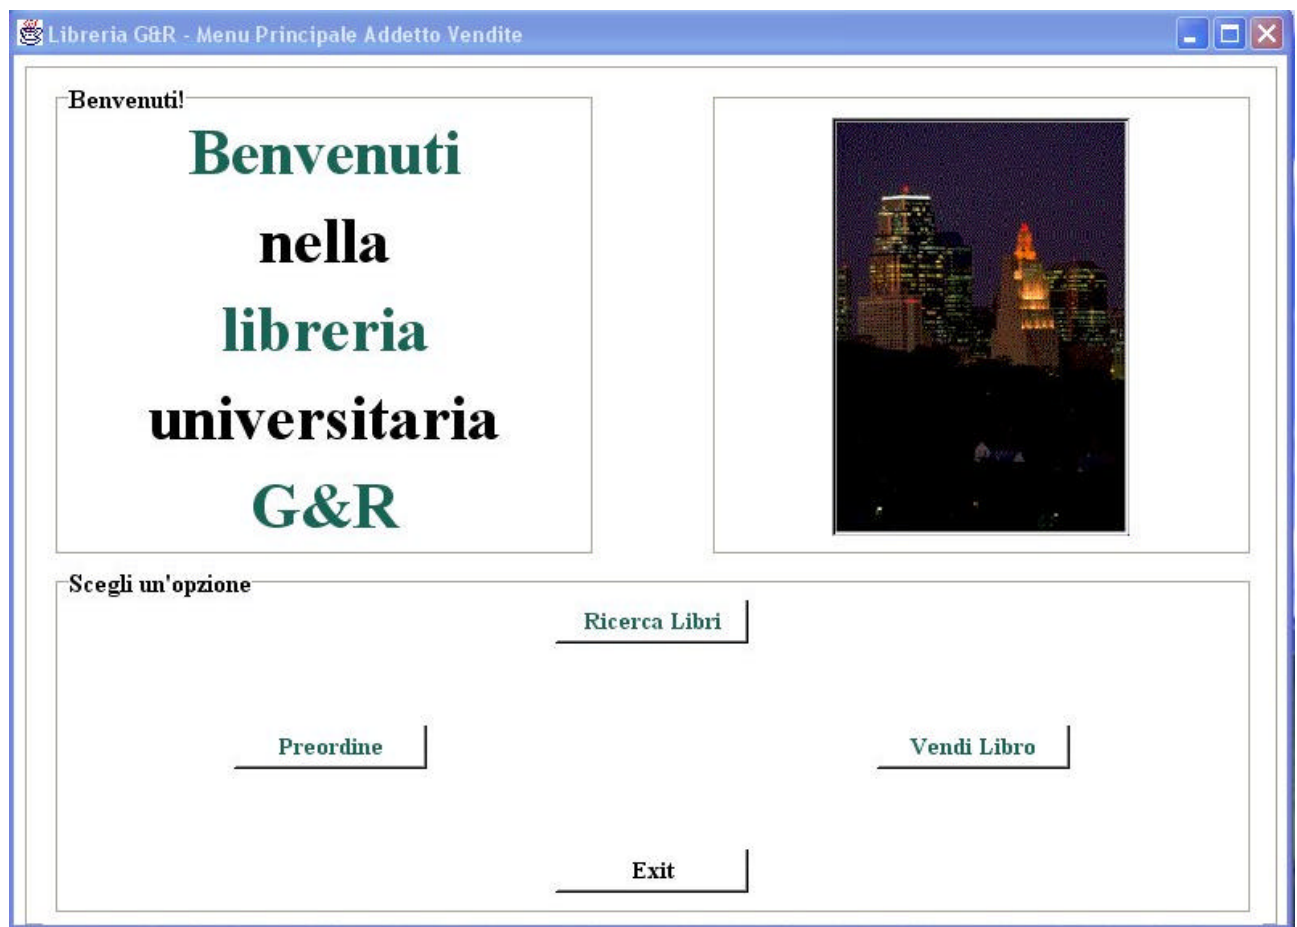 Libreria G&R - Menu Principale Addetto Vendite
Benvenuti!
Benvenuti
nella
libreria
universitaria
G&R
Scegli un'opzione
Ricerca Libri
Preordine
Vendi Libro
Exit